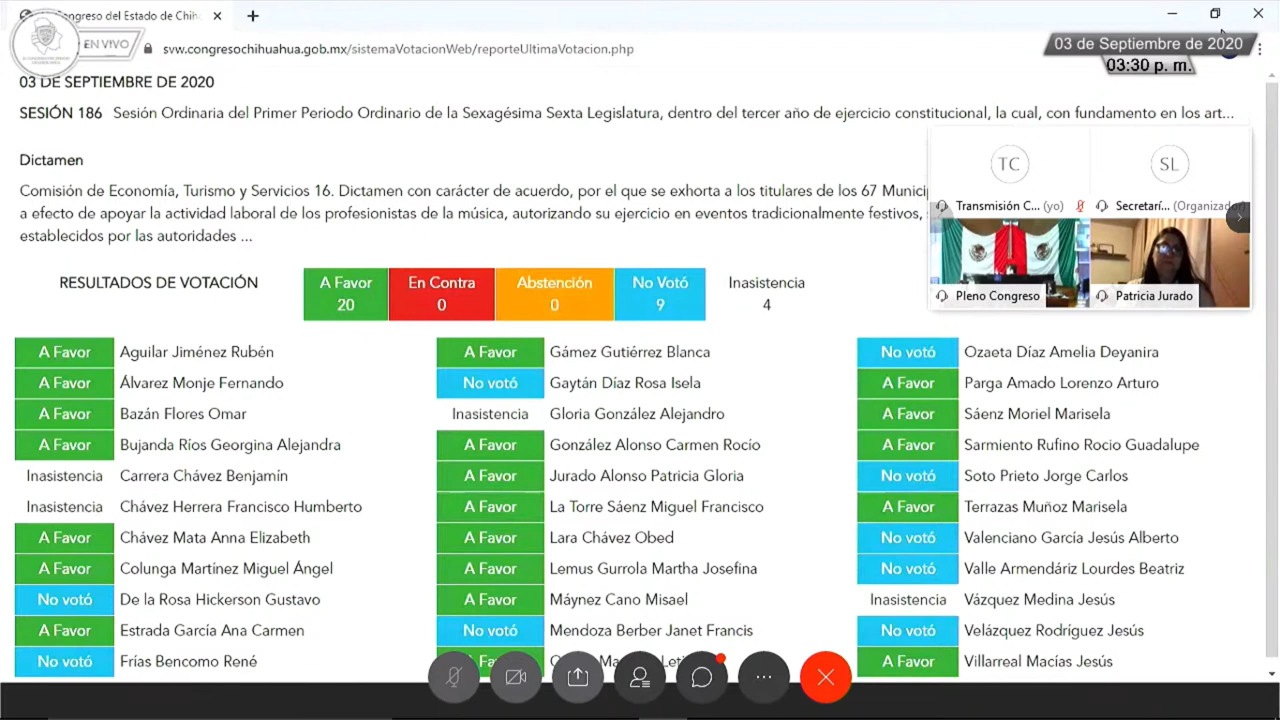 Congreso del Estado de Chih
EN VIVO
svw.congresochihuahua.gob.mx/sistemaVotacionWeb/reporteUltimaVotacion.php
03 de Septiembre de 2020
03:30 p. m.
03 DE SEPTIEMBRE DE 2020
SESIÓN 186 Sesión Ordinaria del Primer Periodo Ordinario de la Sexagésima Sexta Legislatura, dentro del tercer año de ejercicio constitucional, la cual, con fundamento en los art...
Dictamen
Comisión de Economía, Turismo y Servicios 16. Dictamen con carácter de acuerdo, por el que se exhorta a los titulares de los 67 Munici
a efecto de apoyar la actividad laboral de los profesionistas de la música, autorizando su ejercicio en eventos tradicionalmente festivos,
establecidos por las autoridades ...
TC
SL
Transmisión C... (yo)
Secretarí... (Organizador)
Pleno Congreso
Patricia Jurado
RESULTADOS DE VOTACIÓN
A Favor 20
En Contra 0
Abstención 0
No Votó 9
Inasistencia 4
A Favor Aguilar Jiménez Rubén
A Favor Álvarez Monje Fernando
A Favor Bazán Flores Omar
A Favor Bujanda Ríos Georgina Alejandra
Inasistencia Carrera Chávez Benjamín
Inasistencia Chávez Herrera Francisco Humberto
A Favor Chávez Mata Anna Elizabeth
A Favor Colunga Martínez Miguel Ángel
No votó De la Rosa Hickerson Gustavo
A Favor Estrada García Ana Carmen
No votó Frías Bencomo René
A Favor Gámez Gutiérrez Blanca
No votó Gaytán Díaz Rosa Isela
Inasistencia Gloria González Alejandro
A Favor González Alonso Carmen Rocío
A Favor Jurado Alonso Patricia Gloria
A Favor La Torre Sáenz Miguel Francisco
A Favor Lara Chávez Obed
A Favor Lemus Gurrola Martha Josefina
A Favor Máynez Cano Misael
No votó Mendoza Berber Janet Francis
No votó Ozaeta Díaz Amelia Deyanira
A Favor Parga Amado Lorenzo Arturo
A Favor Sáenz Moriel Marisela
A Favor Sarmiento Rufino Rocio Guadalupe
No votó Soto Prieto Jorge Carlos
A Favor Terrazas Muñoz Marisela
No votó Valenciano García Jesús Alberto
No votó Valle Armendáriz Lourdes Beatriz
Inasistencia Vázquez Medina Jesús
No votó Velázquez Rodríguez Jesús
A Favor Villarreal Macías Jesús